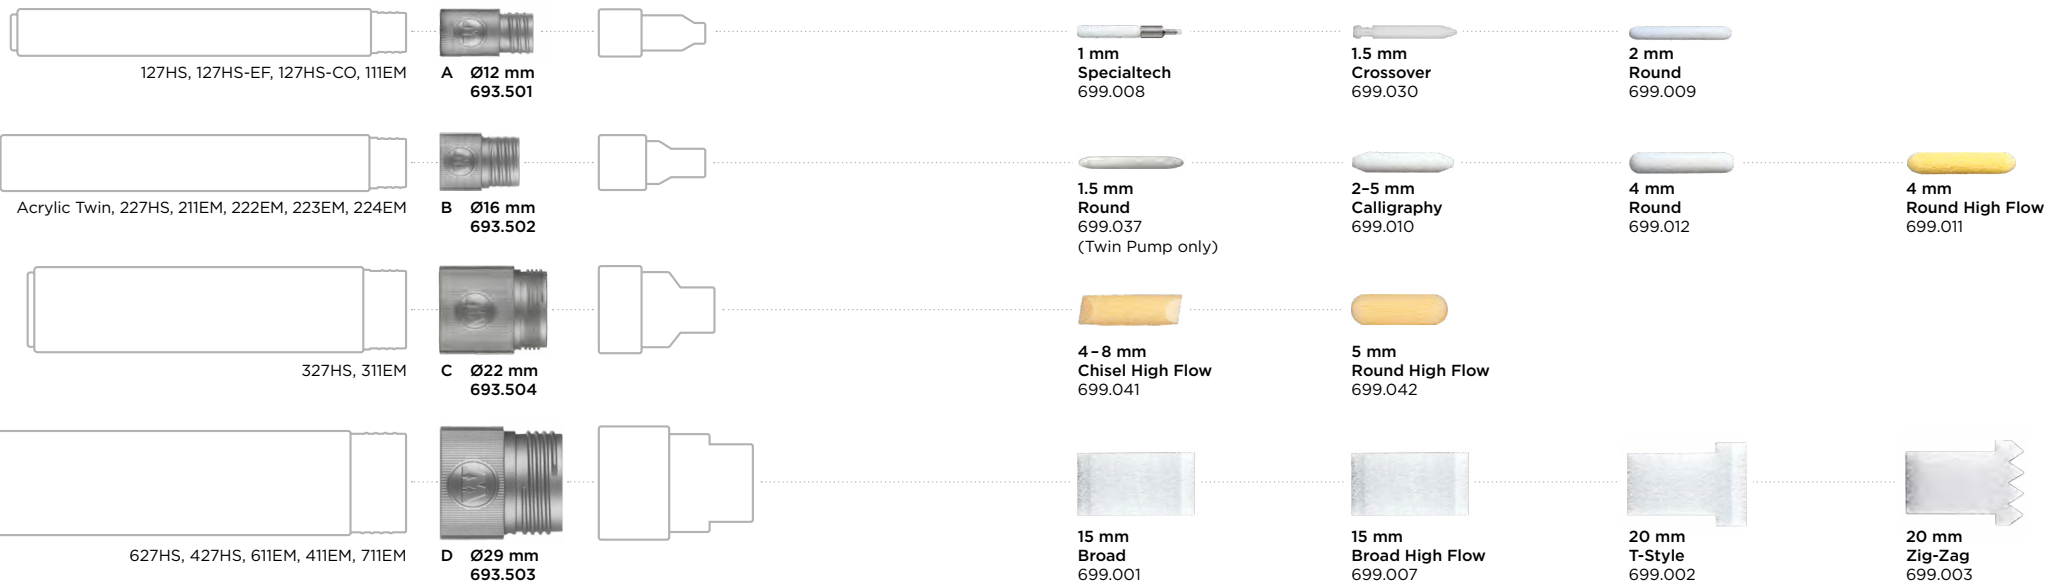 127HS, 127HS-EF, 127HS-CO, 111EM
A Ø12 mm
693.501
1 mm
Specialtech
699.008
1.5 mm
Crossover
699.030
2 mm
Round
699.009
Acrylic Twin, 227HS, 211EM, 222EM, 223EM, 224EM
B Ø16 mm
693.502
1.5 mm
Round
699.037
(Twin Pump only)
2–5 mm
Calligraphy
699.010
4 mm
Round
699.012
4 mm
Round High Flow
699.011
327HS, 311EM
C Ø22 mm
693.504
4–8 mm
Chisel High Flow
699.041
5 mm
Round High Flow
699.042
627HS, 427HS, 611EM, 411EM, 711EM
D Ø29 mm
693.503
15 mm
Broad
699.001
15 mm
Broad High Flow
699.007
20 mm
T-Style
699.002
20 mm
Zig-Zag
699.003